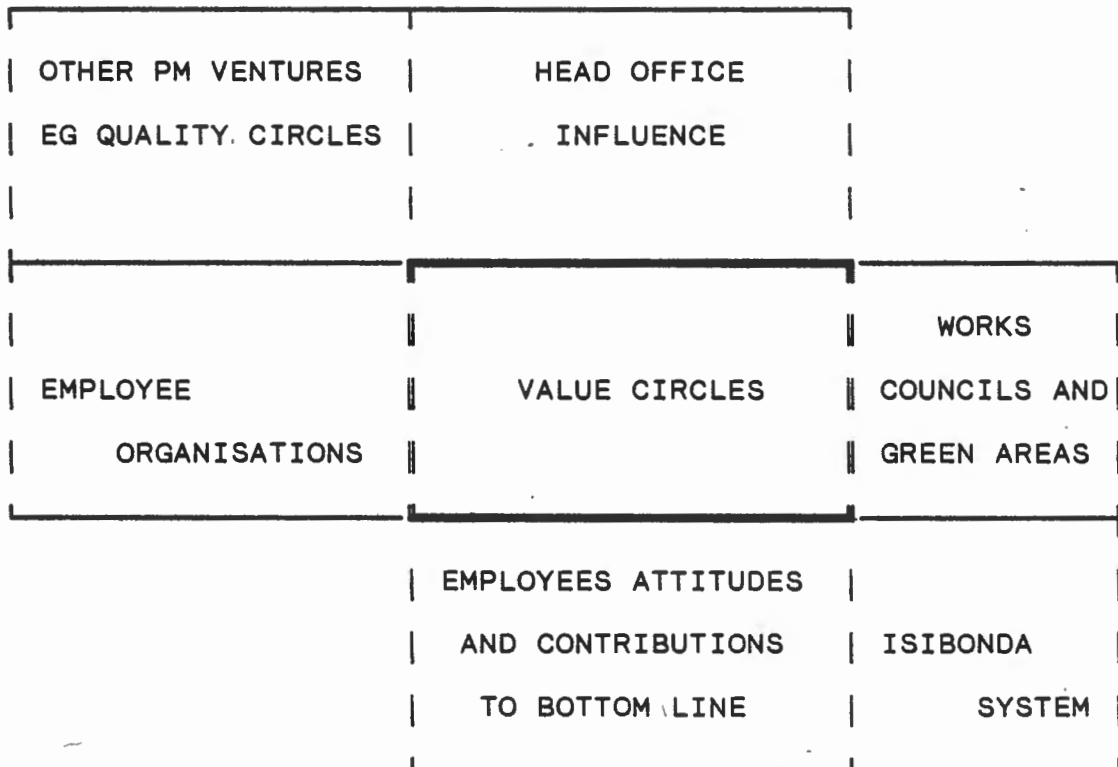 OTHER PM VENTURES
EG QUALITY CIRCLES
HEAD OFFICE
INFLUENCE
EMPLOYEE
ORGANISATIONS
VALUE CIRCLES
WORKS
COUNCILS AND
GREEN AREAS
EMPLOYEES ATTITUDES
AND CONTRIBUTIONS
TO BOTTOM LINE
ISIBONDA
SYSTEM